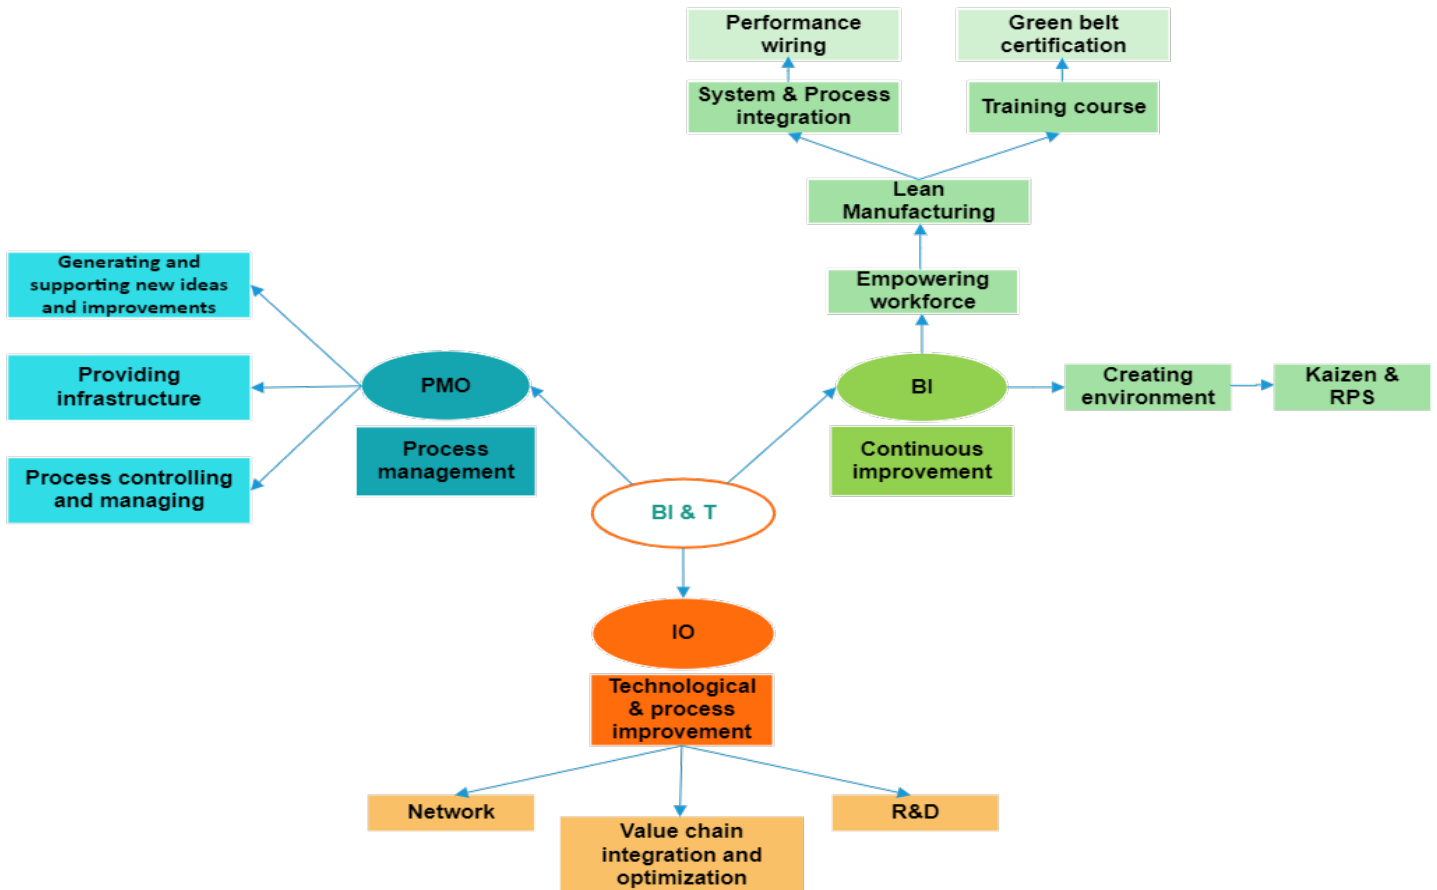 Performance
wiring
Green belt
certification
System & Process
integration
Training course
Lean
Manufacturing
Generating and
supporting new ideas
and improvements
Empowering
workforce
Providing
infrastructure
PMO
BI
Creating
environment
Kaizen &
RPS
Process
management
Continuous
improvement
Process controlling
and managing
BI & T
IO
Technological
& process
improvement
Network
R&D
Value chain
integration and
optimization